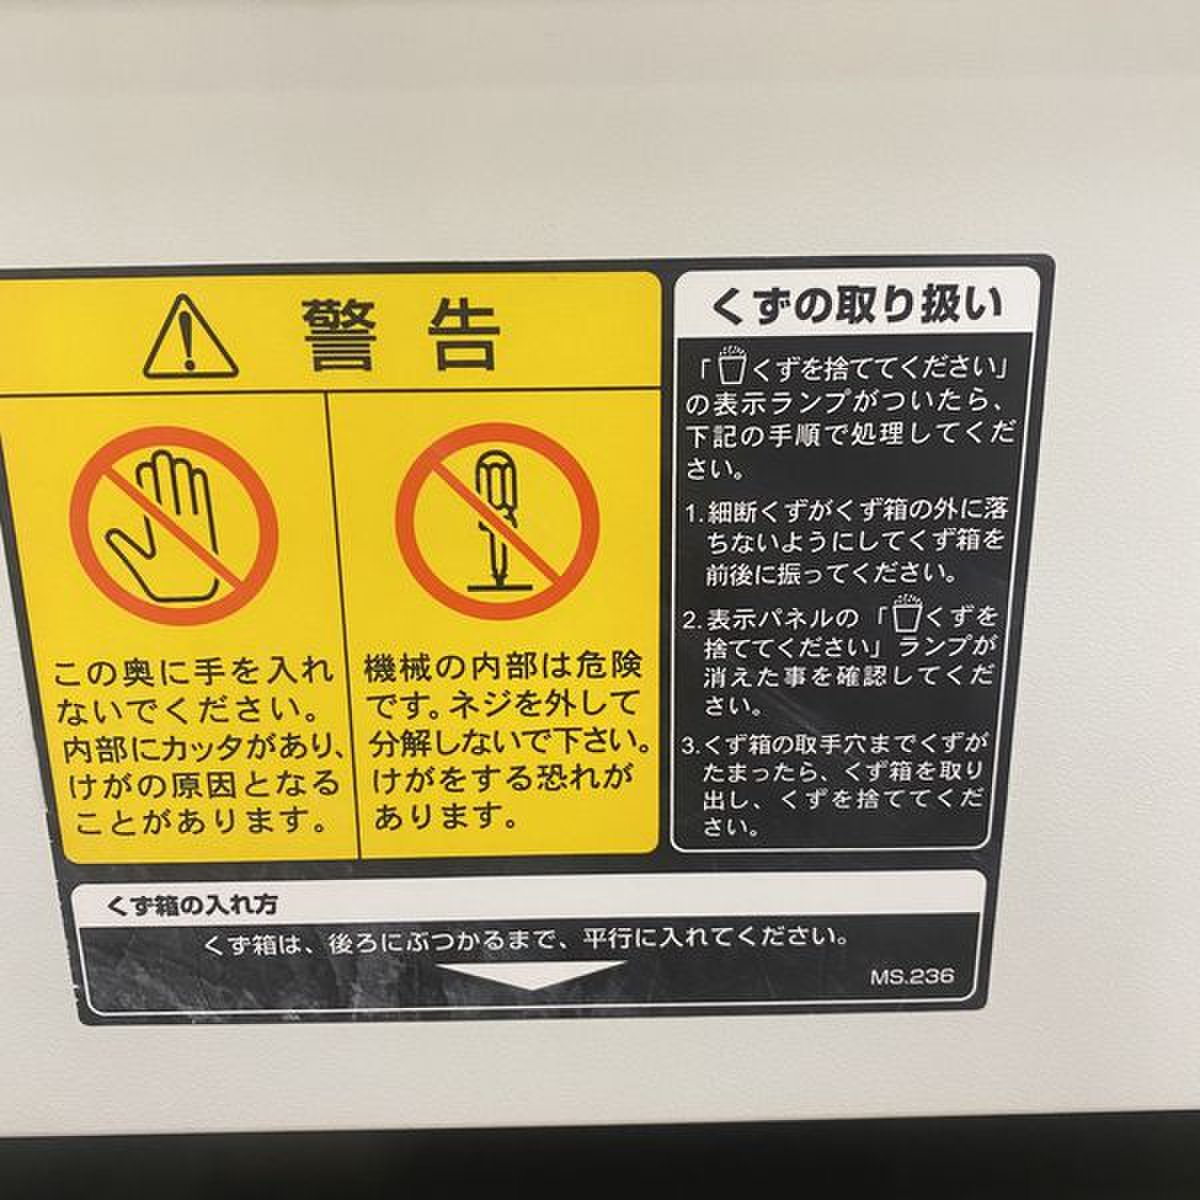 警告
この奥に手を入れ
ないでください。
内部にカッタがあり、
けがの原因となる
ことがあります。
機械の内部は危険
です。ネジを外して
分解しないで下さい。
けがをする恐れが
あります。
くずの取り扱い
「くずを捨ててください」
の表示ランプがついたら、
下記の手順で処理してくだ
さい。
1.細断くずがくず箱の外に落
ちないようにしてくず箱を
前後に振ってください。
2.表示パネルの「くずを
捨ててください」ランプが
消えた事を確認してくだ
さい。
3.くず箱の取手穴までくずが
たまったら、くず箱を取り
出し、くずを捨ててくだ
さい。
くず箱の入れ方
くず箱は、後ろにぶつかるまで、平行に入れてください。
MS.236